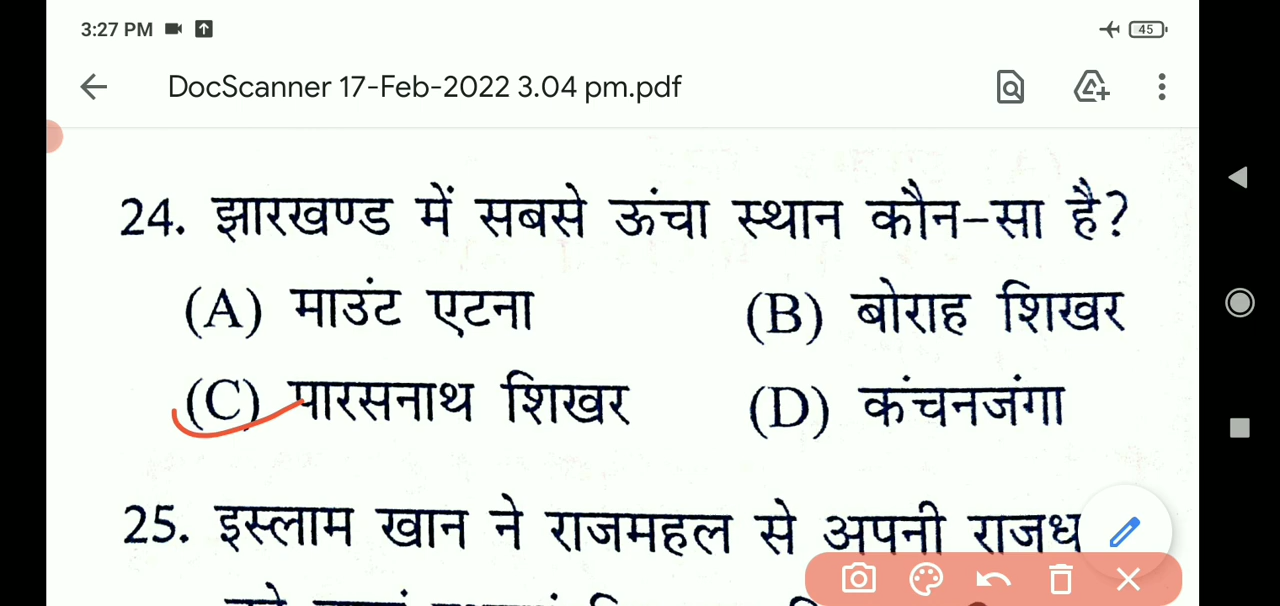 3:27 PM
45
DocScanner 17-Feb-2022 3.04 pm.pdf
24. झारखण्ड में सबसे ऊंचा स्थान कौन-सा है?
(A) माउंट एटना (B) बोराह शिखर
(C) पारसनाथ शिखर (D) कंचनजंगा
25. इस्लाम खान ने राजमहल से अपनी राजध